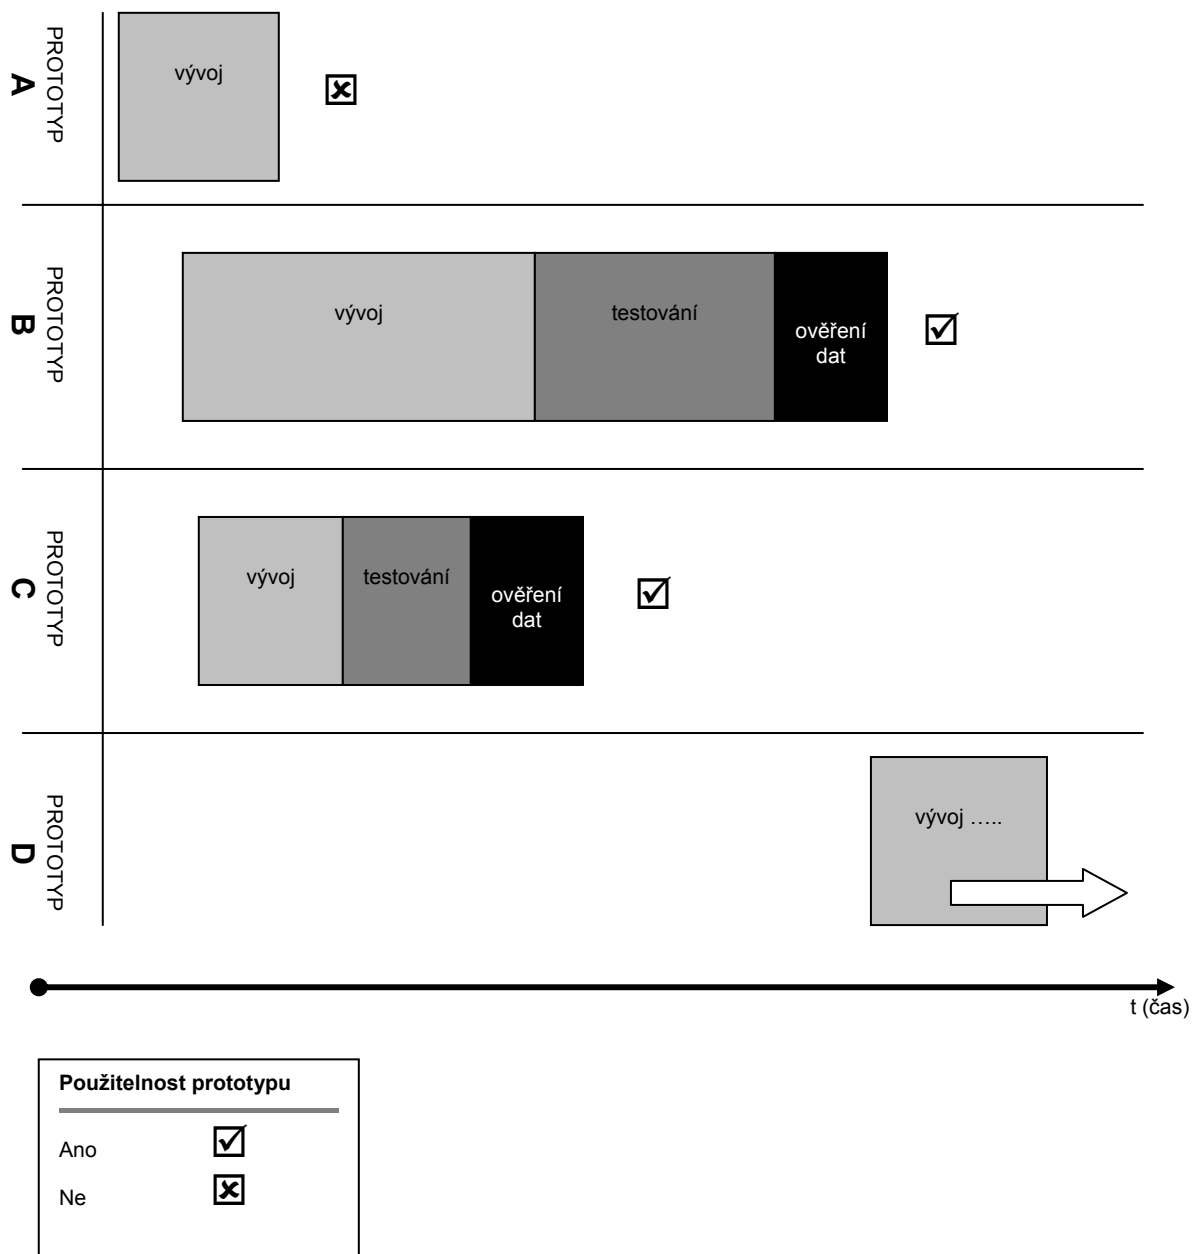 PROTOTYP
A
vývoj
PROTOTYP
B
vývoj
testování
ověření
dat
PROTOTYP
C
vývoj
testování
ověření
dat
PROTOTYP
D
vývoj …..
t (čas)
Použitelnost prototypu
Ano
Ne